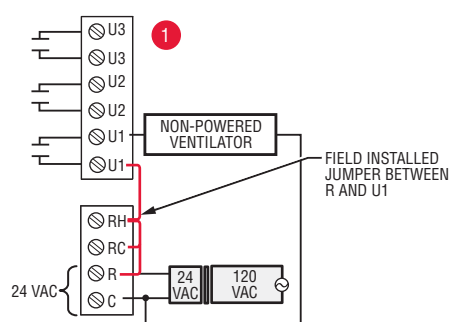 U3
1
U3
U2
U2
U1
NON-POWERED
VENTILATOR
U1
FIELD INSTALLED
JUMPER BETWEEN
R AND U1
RH
RC
R
24
VAC
120
VAC
24 VAC
C